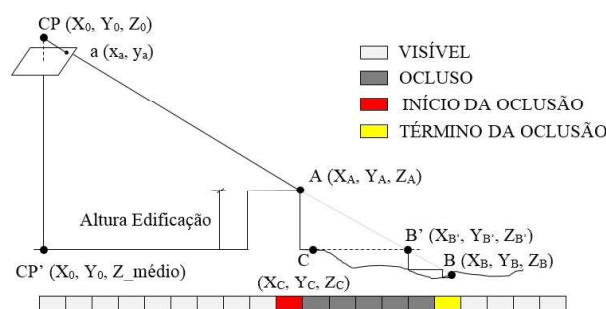 CP (X₀, Y₀, Z₀)
a (xₐ, yₐ)
VISÍVEL
OCLUSO
INÍCIO DA OCLUSÃO
TÉRMINO DA OCLUSÃO
A (X_A, Y_A, Z_A)
Altura Edificação
B' (X_B', Y_B', Z_B')
C
B (X_B, Y_B, Z_B)
CP' (X₀, Y₀, Z_médio)
(X_C, Y_C, Z_C)